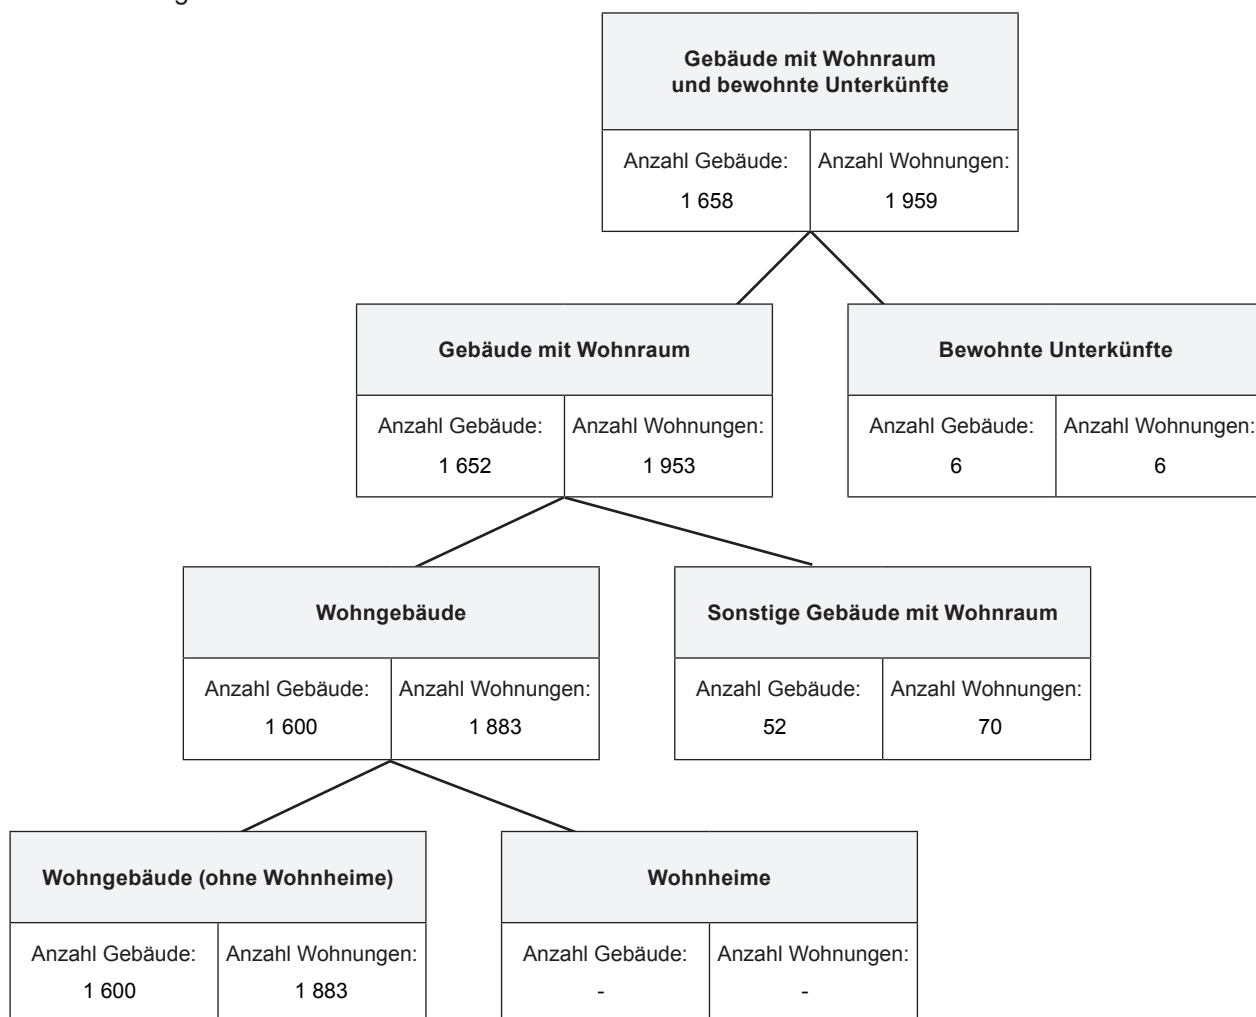 Gebäude mit Wohnraum
und bewohnte Unterkünfte
Anzahl Gebäude: Anzahl Wohnungen:
1 658 1 959
Gebäude mit Wohnraum Bewohnte Unterkünfte
Anzahl Gebäude: Anzahl Wohnungen: Anzahl Gebäude: Anzahl Wohnungen:
1 652 1 953 6 6
Wohngebäude Sonstige Gebäude mit Wohnraum
Anzahl Gebäude: Anzahl Wohnungen: Anzahl Gebäude: Anzahl Wohnungen:
1 600 1 883 52 70
Wohngebäude (ohne Wohnheime) Wohnheime
Anzahl Gebäude: Anzahl Wohnungen: Anzahl Gebäude: Anzahl Wohnungen:
1 600 1 883 - -